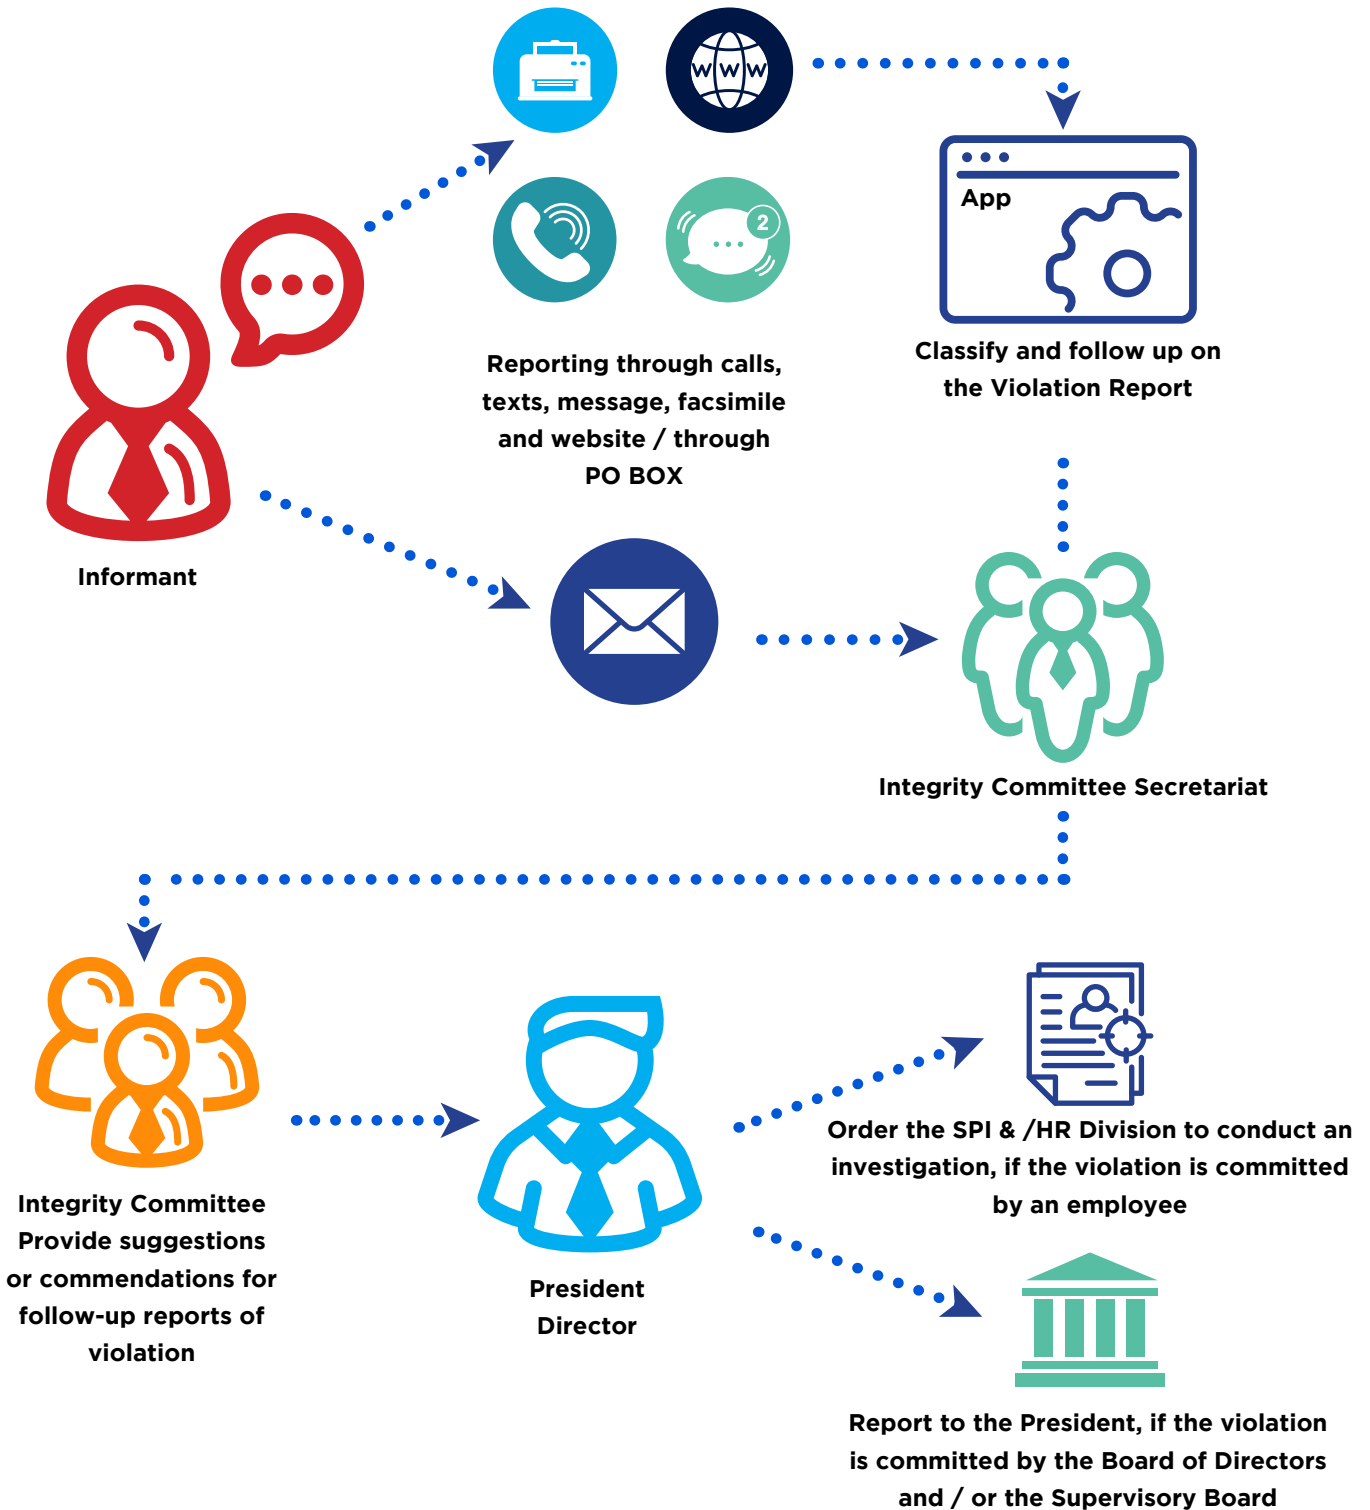 WWW
App
2
Reporting through calls,
texts, message, facsimile
and website / through
PO BOX
Classify and follow up on
the Violation Report
Informant
Integrity Committee Secretariat
Integrity Committee
Provide suggestions
or commendations for
follow-up reports of
violation
President
Director
Order the SPI & /HR Division to conduct an
investigation, if the violation is committed
by an employee
Report to the President, if the violation
is committed by the Board of Directors
and / or the Supervisory Board